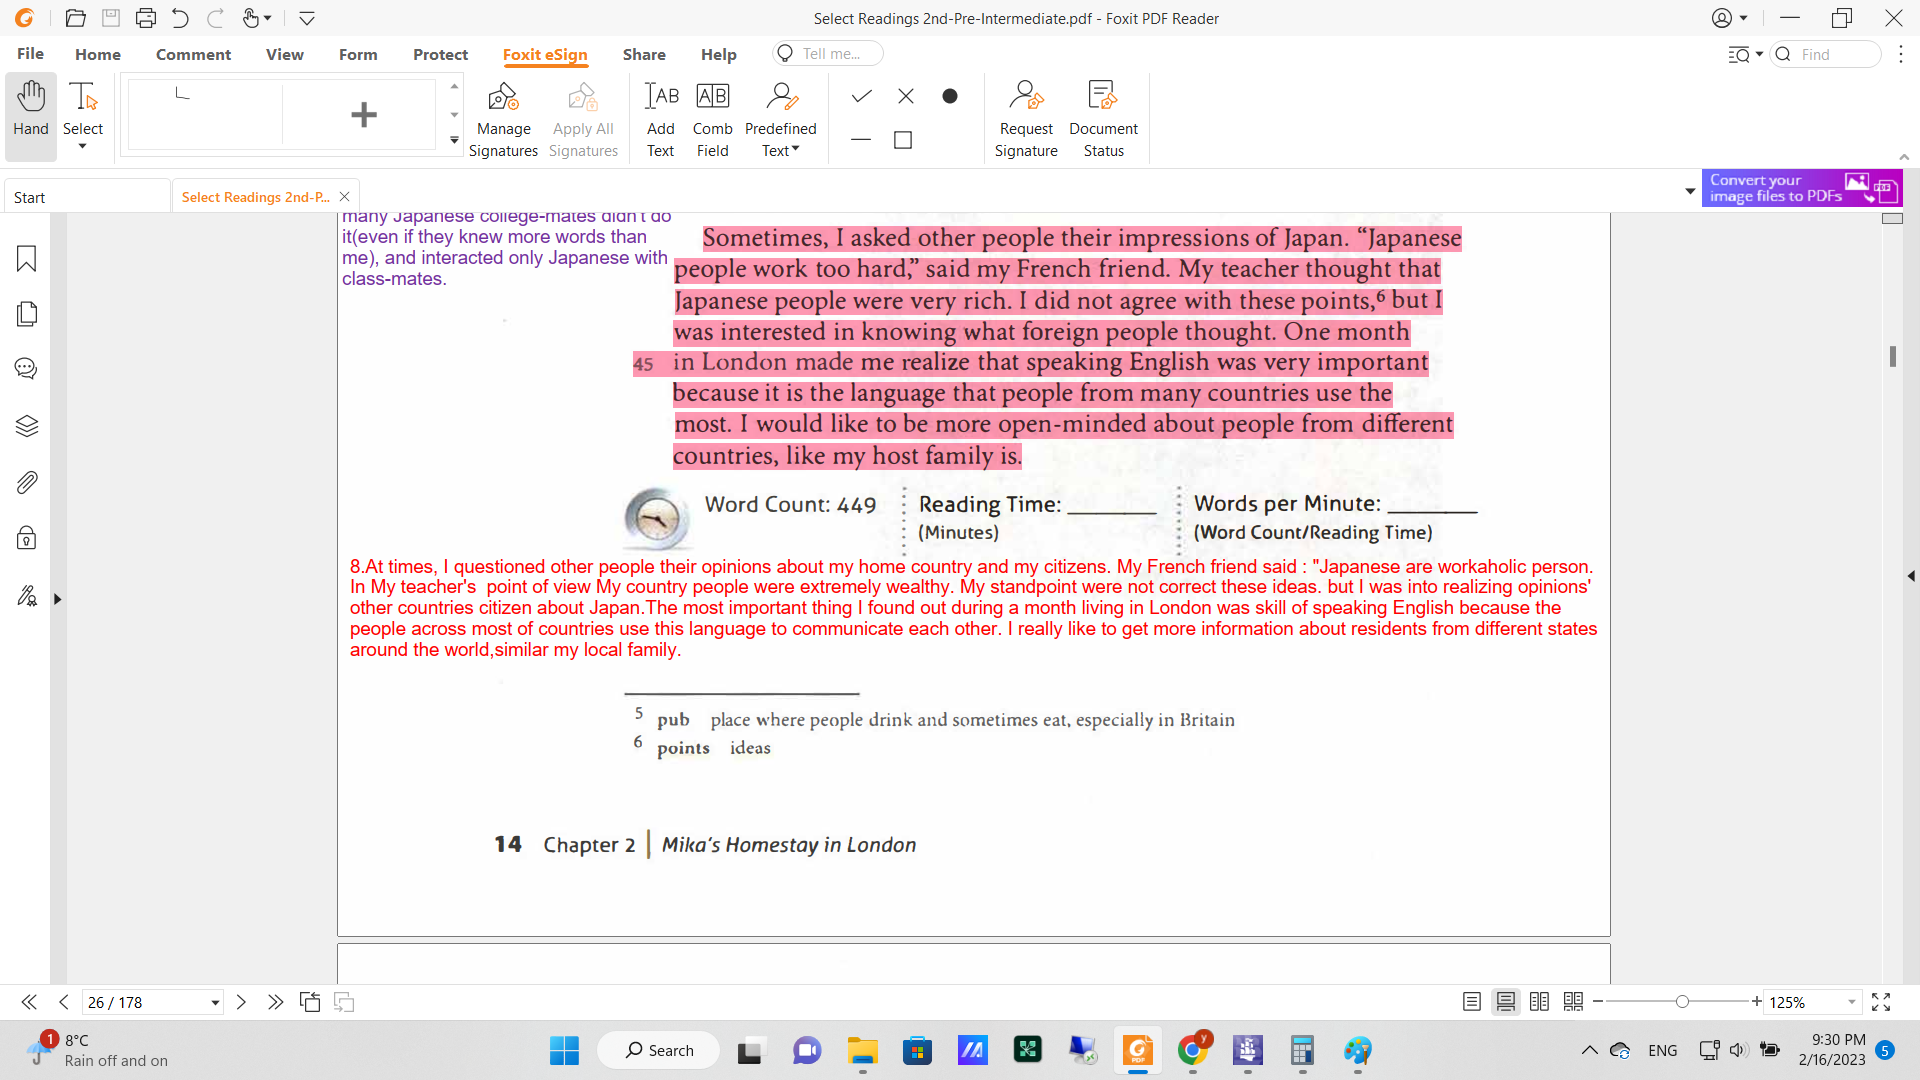 Select Readings 2nd-Pre-Intermediate.pdf - Foxit PDF Reader
File Home Comment View Form Protect Foxit eSign Share Help Tell me... Find
Hand
Select
Manage Signatures
Apply All Signatures
Add Text
Comb Field
Predefined Text
Request Signature
Document Status
Start
Select Readings 2nd-P...
Convert your
image files to PDFs
many Japanese college-mates didn't do
it(even if they knew more words than
me), and interacted only Japanese with
class-mates.
Sometimes, I asked other people their impressions of Japan. “Japanese
people work too hard,” said my French friend. My teacher thought that
Japanese people were very rich. I did not agree with these points,6 but I
was interested in knowing what foreign people thought. One month
45 in London made me realize that speaking English was very important
because it is the language that people from many countries use the
most. I would like to be more open-minded about people from different
countries, like my host family is.
Word Count: 449 Reading Time: ________ Words per Minute: ________
(Minutes) (Word Count/Reading Time)
8.At times, I questioned other people their opinions about my home country and my citizens. My French friend said : "Japanese are workaholic person.
In My teacher's  point of view My country people were extremely wealthy. My standpoint were not correct these ideas. but I was into realizing opinions'
other countries citizen about Japan.The most important thing I found out during a month living in London was skill of speaking English because the
people across most of countries use this language to communicate each other. I really like to get more information about residents from different states
around the world,similar my local family.
5 pub place where people drink and sometimes eat, especially in Britain
6 points ideas
14 Chapter 2 | Mika's Homestay in London
26 / 178
125%
1
8°C
Rain off and on
Search
y
ENG
9:30 PM
2/16/2023
5